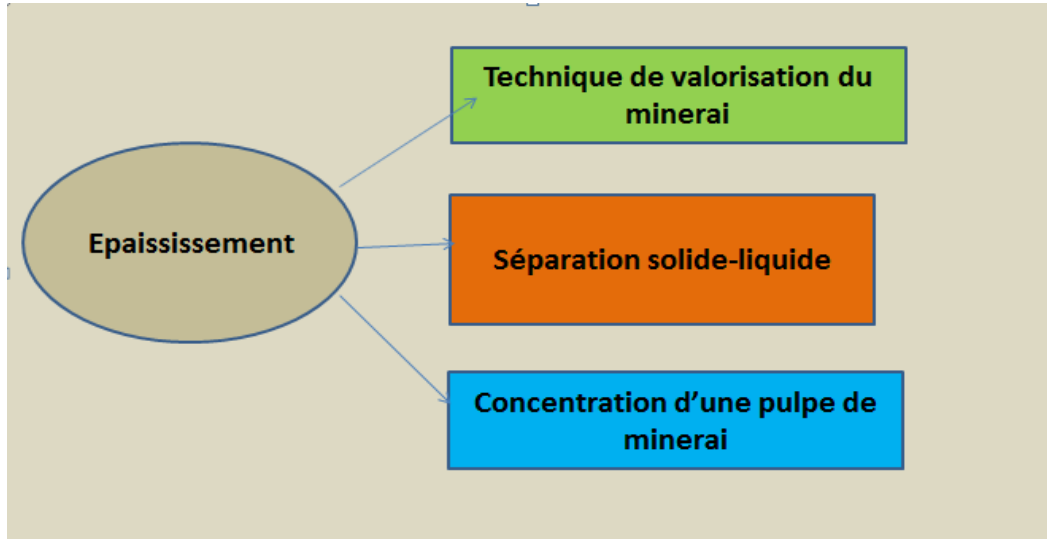 Technique de valorisation du
minerai
Epaississement
Séparation solide-liquide
Concentration d’une pulpe de
minerai